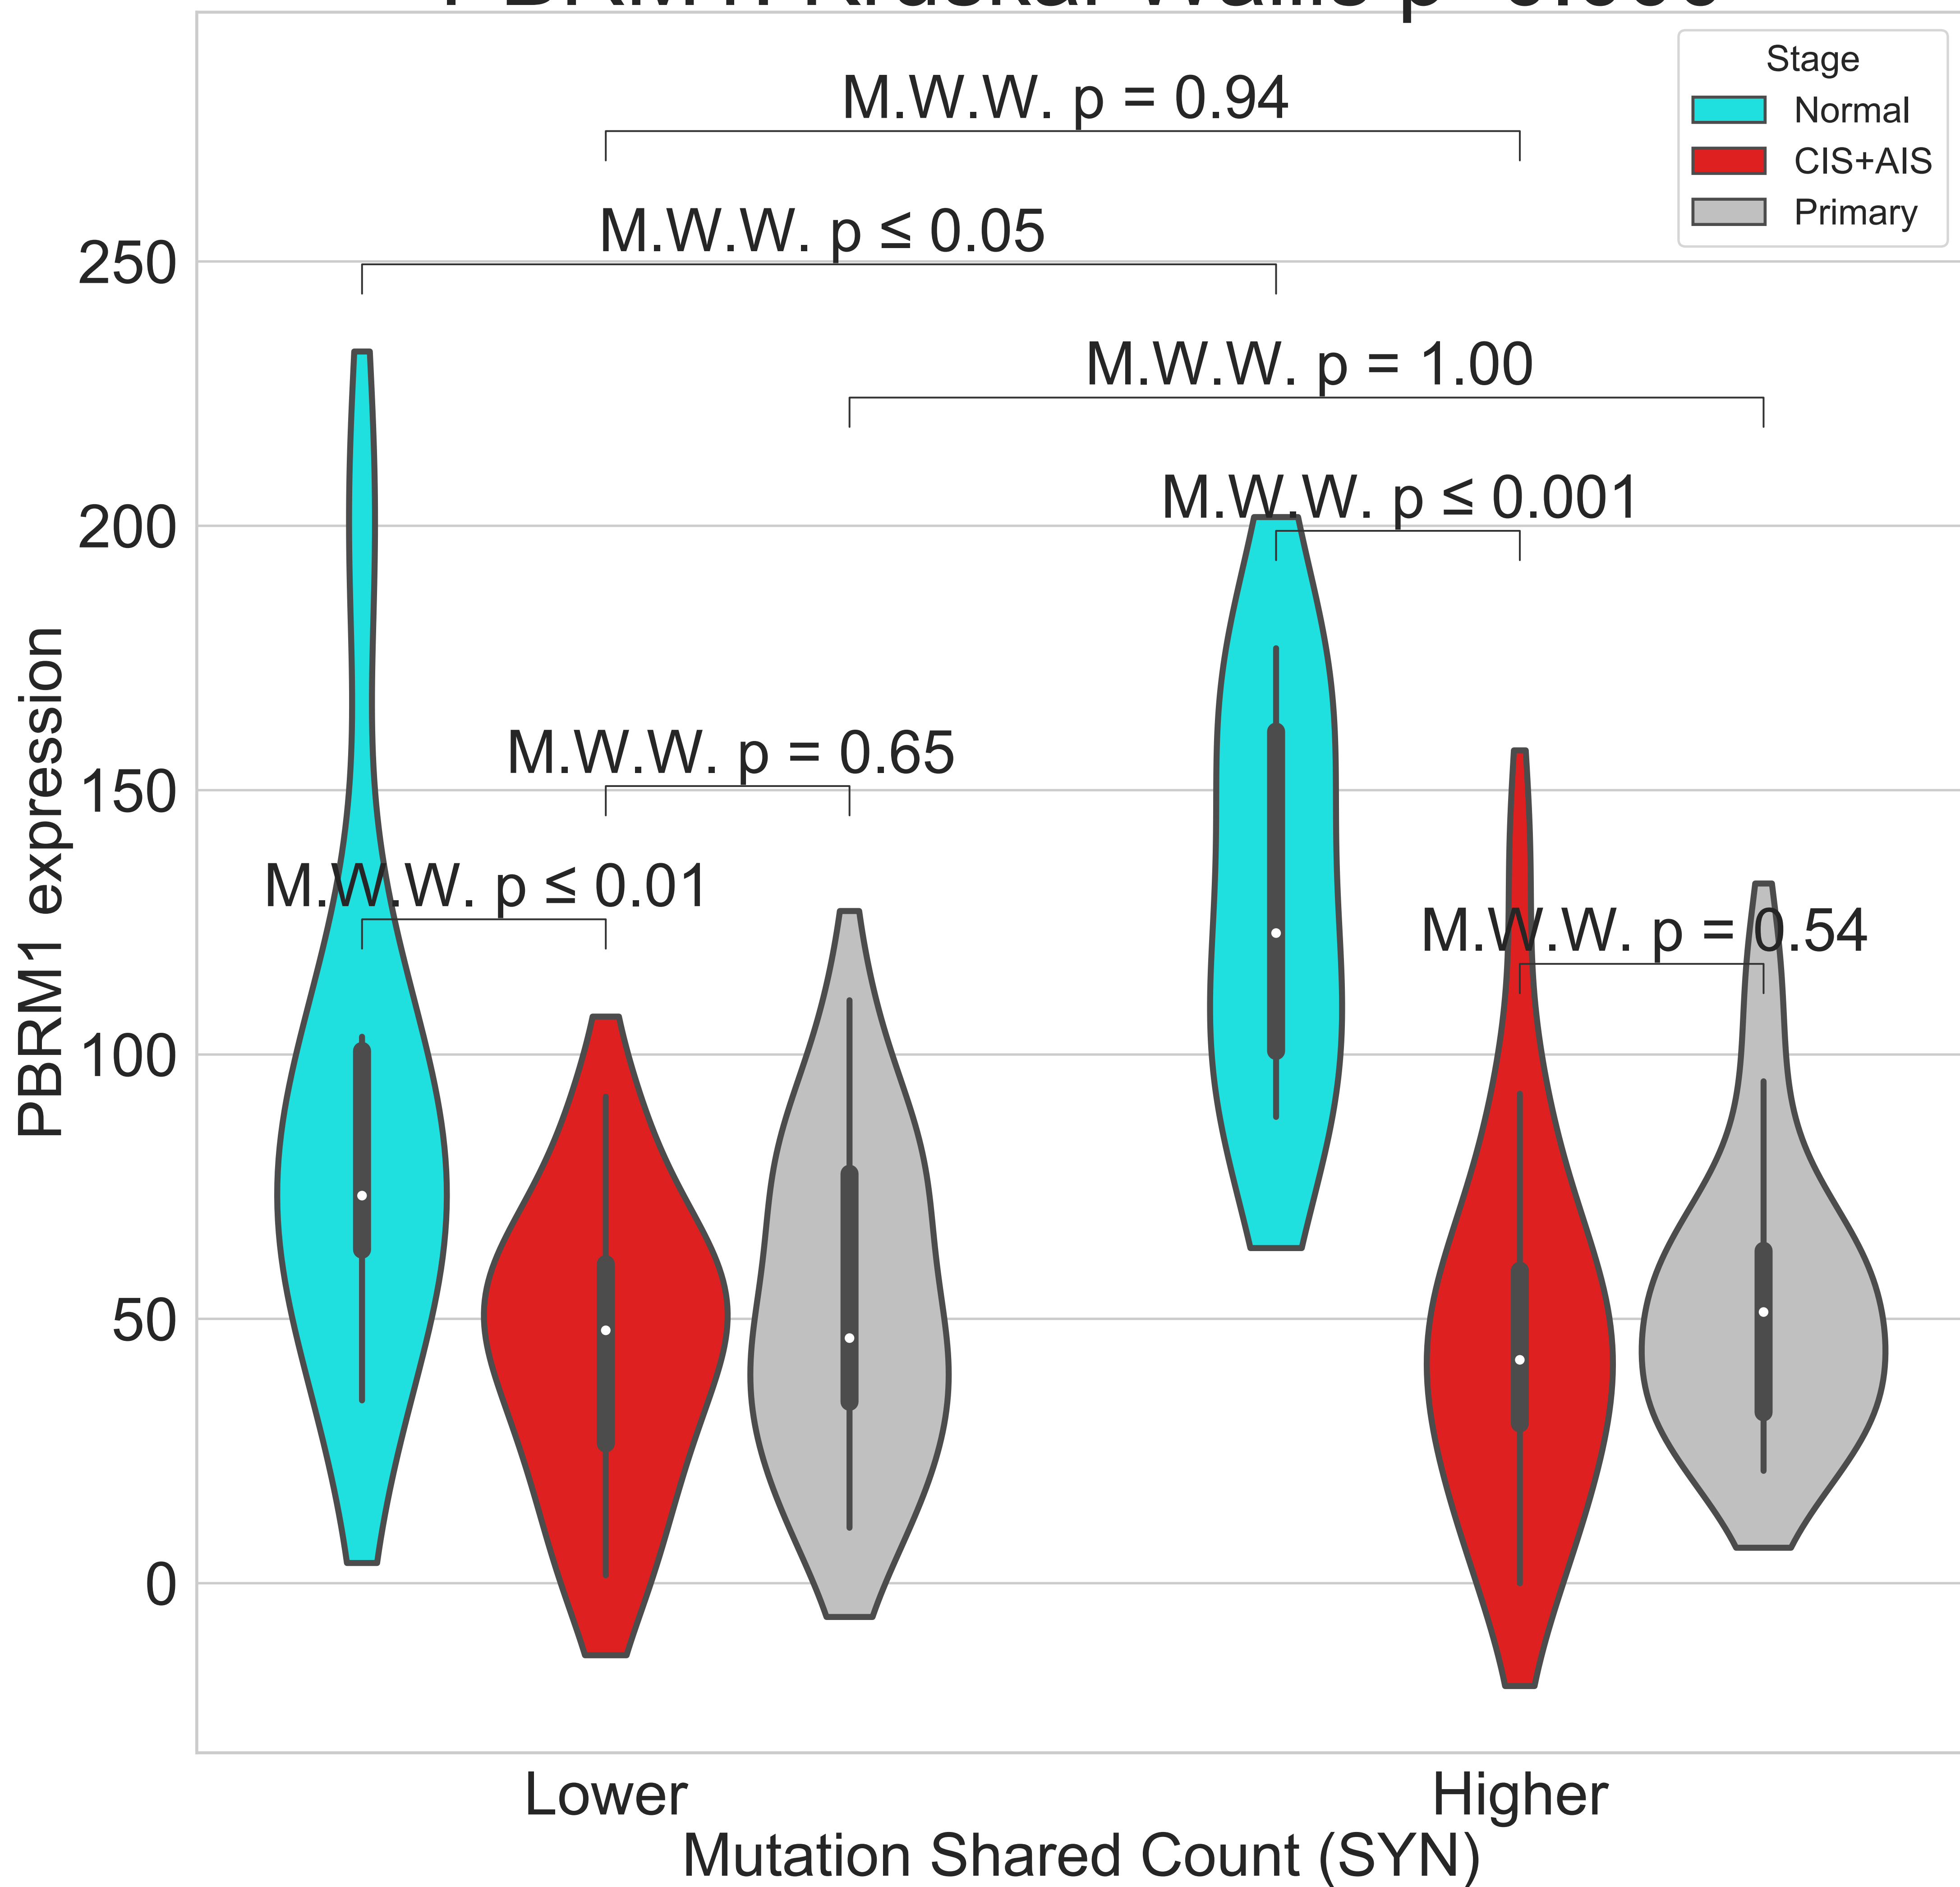 Stage
Normal
CIS+AIS
Primary
M.W.W. p = 0.94
M.W.W. p ≤ 0.05
M.W.W. p = 1.00
M.W.W. p ≤ 0.001
M.W.W. p = 0.65
M.W.W. p ≤ 0.01
M.W.W. p = 0.54
PBRM1 expression
250
200
150
100
50
0
Lower
Higher
Mutation Shared Count (SYN)